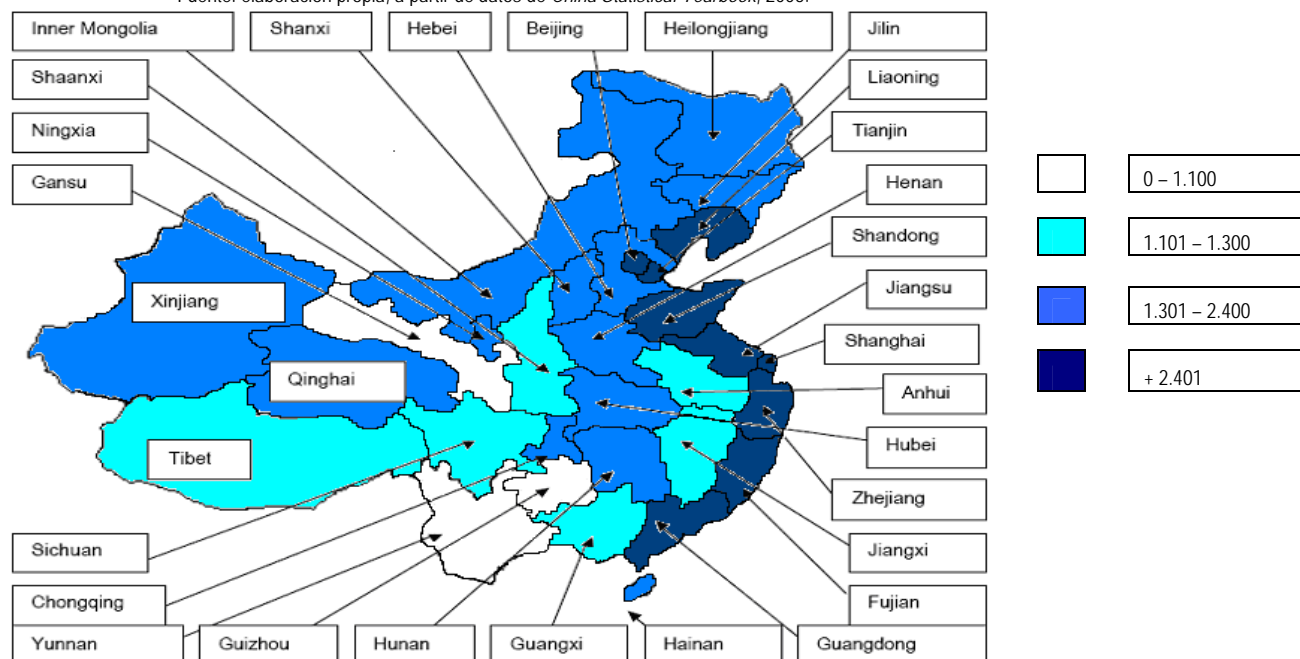 Inner Mongolia
Shanxi
Hebei
Beijing
Heilongjiang
Jilin
Shaanxi
Liaoning
Ningxia
Tianjin
Gansu
Henan
Shandong
Xinjiang
Jiangsu
Shanghai
Qinghai
Anhui
Hubei
Tibet
Zhejiang
Sichuan
Jiangxi
Chongqing
Fujian
Yunnan
Guizhou
Hunan
Guangxi
Hainan
Guangdong
0 – 1.100
1.101 – 1.300
1.301 – 2.400
+ 2.401